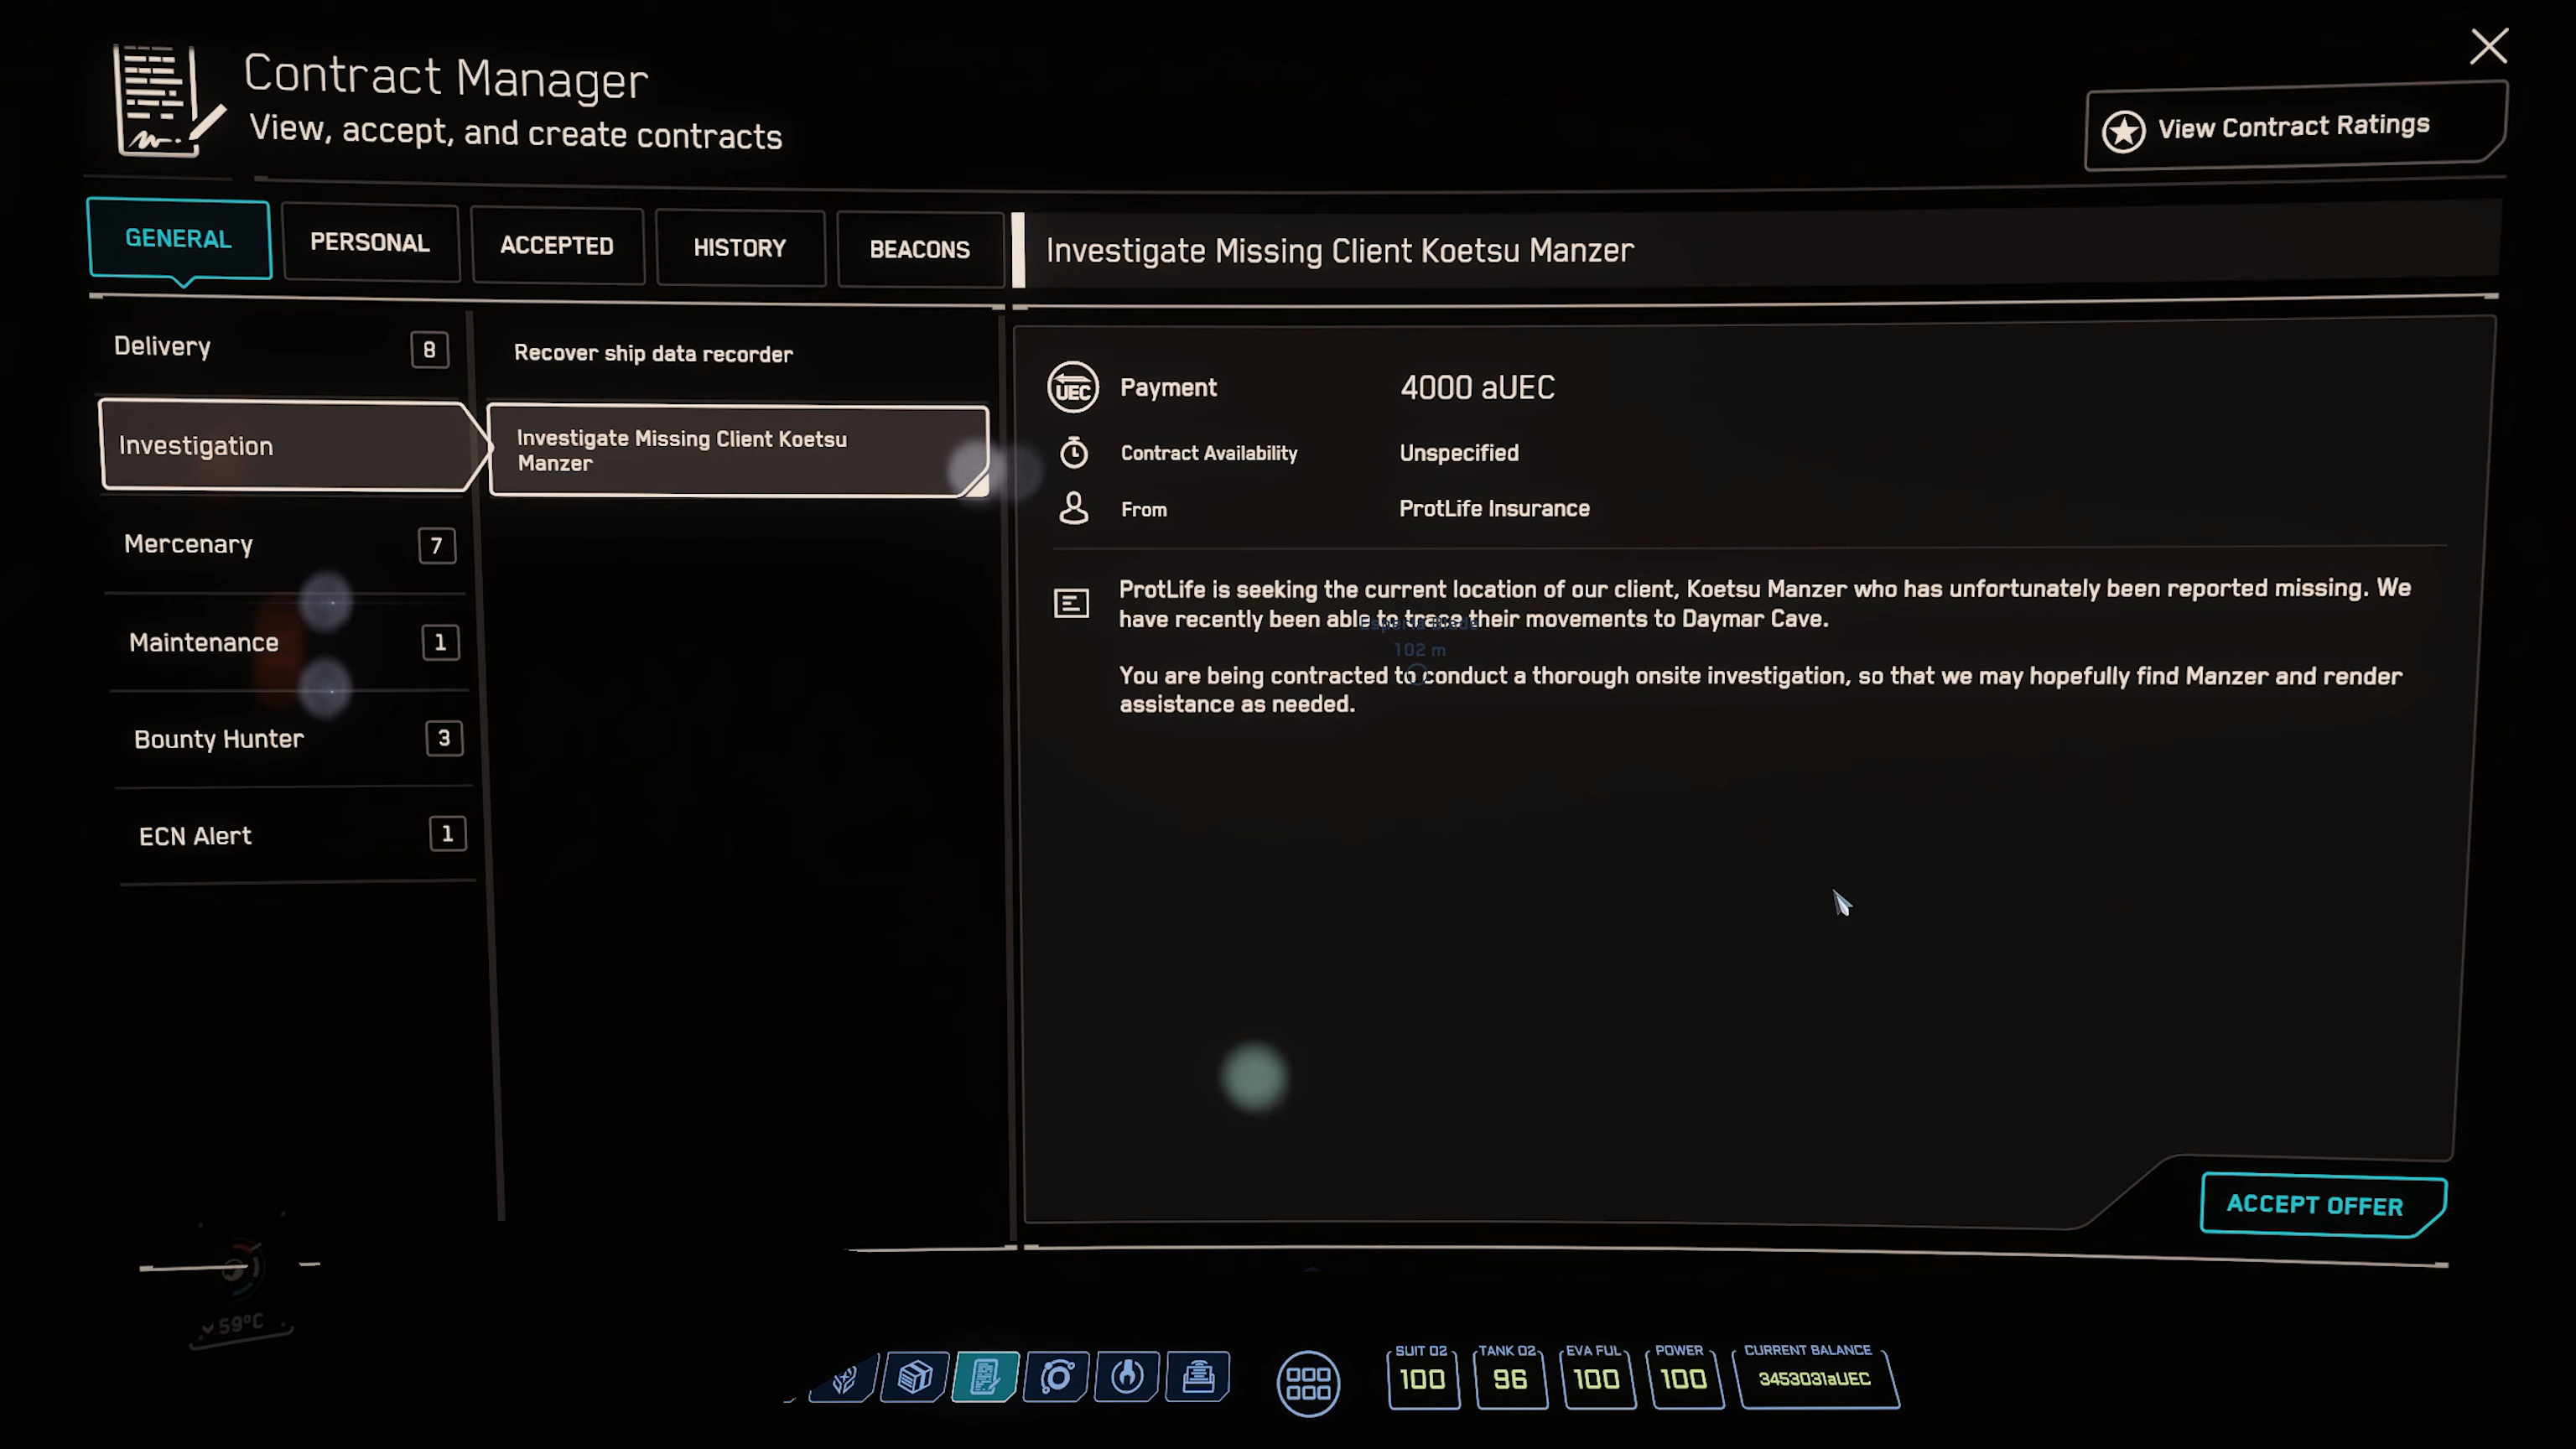 Contract Manager
View, accept, and create contracts
View Contract Ratings
GENERAL
PERSONAL
ACCEPTED
HISTORY
BEACONS
Investigate Missing Client Koetsu Manzer
Delivery
8
Investigation
Mercenary
7
Maintenance
1
Bounty Hunter
3
ECN Alert
1
Recover ship data recorder
Investigate Missing Client Koetsu
Manzer
UEC
Payment
4000 aUEC
Contract Availability
Unspecified
From
ProtLife Insurance
ProtLife is seeking the current location of our client, Koetsu Manzer who has unfortunately been reported missing. We
have recently been able to trace their movements to Daymar Cave.
102 m
You are being contracted to conduct a thorough onsite investigation, so that we may hopefully find Manzer and render
assistance as needed.
ACCEPT OFFER
59°C
SUIT O2
100
TANK O2
96
EVA FUL
100
POWER
100
CURRENT BALANCE
3453031aUEC